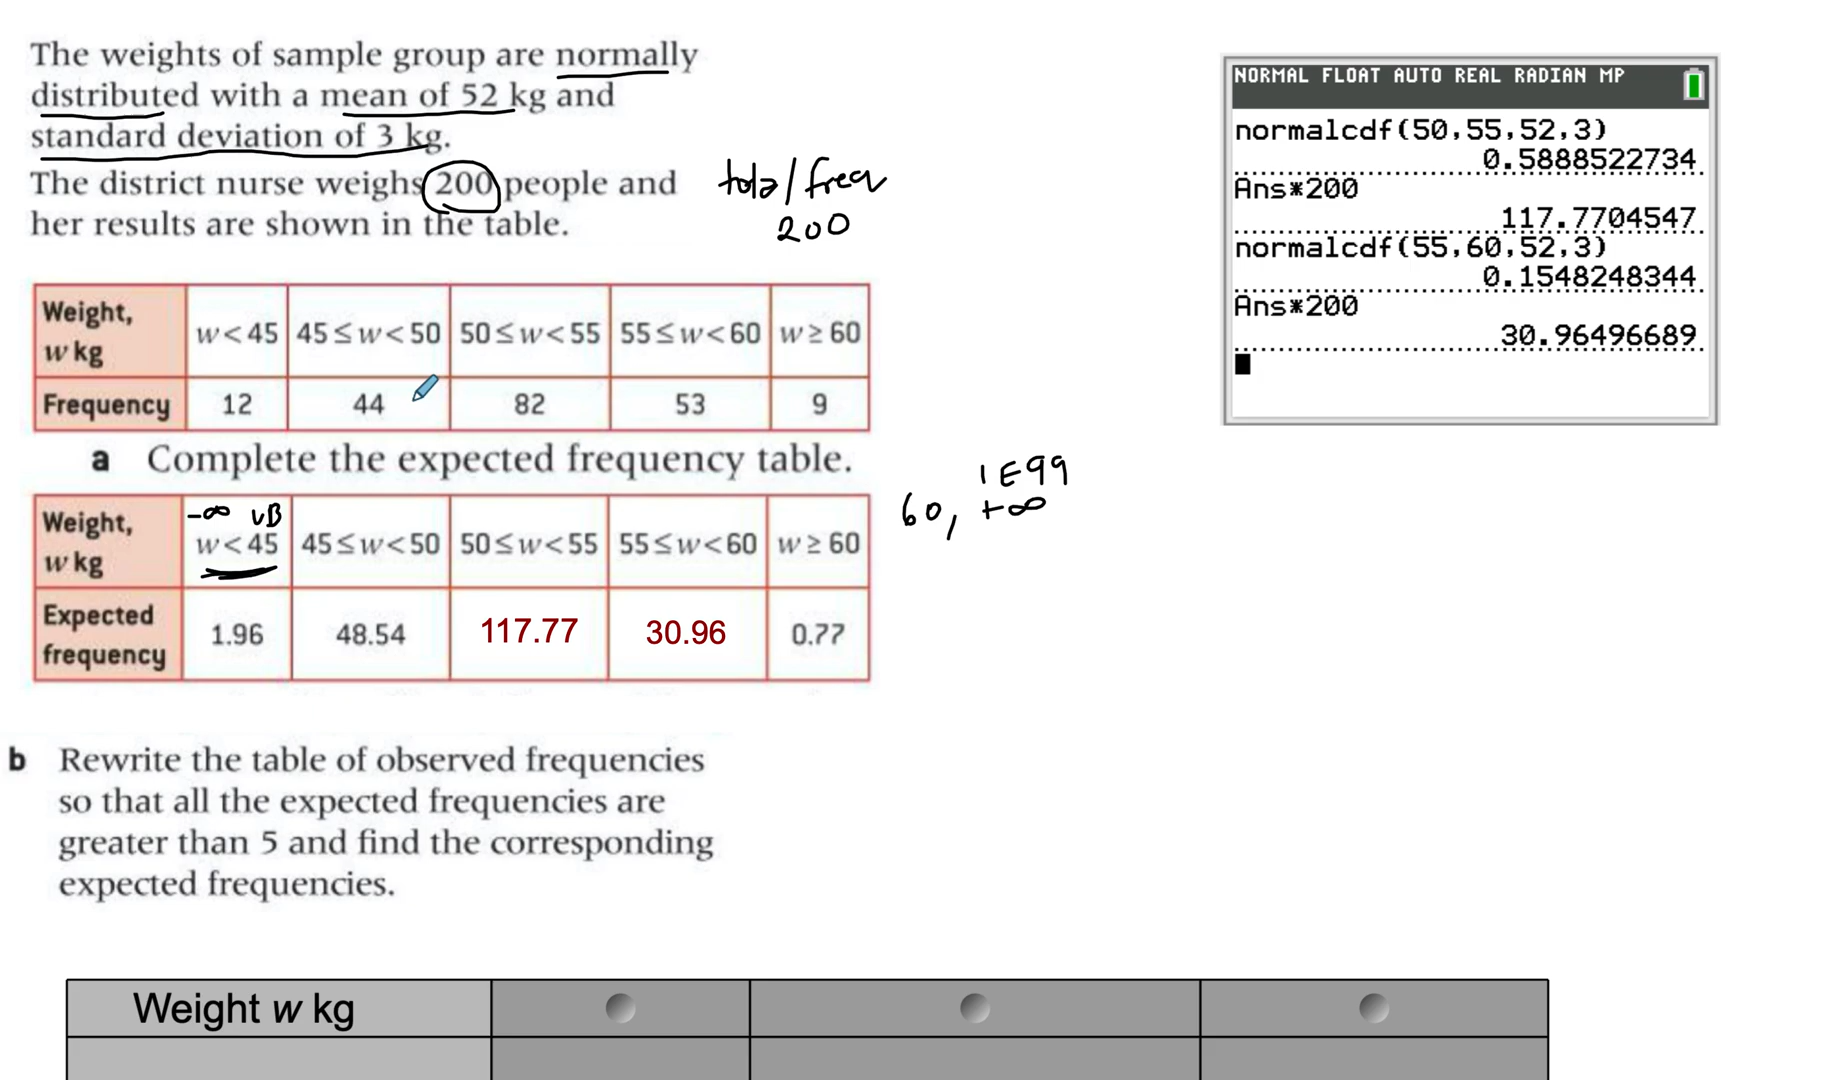 The weights of sample group are normally
distributed with a mean of 52 kg and
standard deviation of 3 kg.
The district nurse weighs 200 people and
her results are shown in the table.
total freq
200
NORMAL FLOAT AUTO REAL RADIAN MP
normalcdf(50,55,52,3)
0.5888522734
Ans*200
117.7704547
normalcdf(55,60,52,3)
0.1548248344
Ans*200
30.96496689
Weight, w kg w < 45 45 ≤ w < 50 50 ≤ w < 55 55 ≤ w < 60 w ≥ 60
Frequency 12 44 82 53 9
a Complete the expected frequency table.
1E99
60, +∞
-∞ UB
Weight, w kg w < 45 45 ≤ w < 50 50 ≤ w < 55 55 ≤ w < 60 w ≥ 60
Expected frequency 1.96 48.54 117.77 30.96 0.77
b Rewrite the table of observed frequencies
so that all the expected frequencies are
greater than 5 and find the corresponding
expected frequencies.
Weight w kg